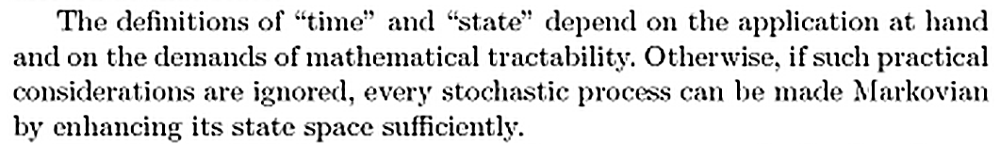 The definitions of “time” and “state” depend on the application at hand
and on the demands of mathematical tractability. Otherwise, if such practical
considerations are ignored, every stochastic process can be made Markovian
by enhancing its state space sufficiently.